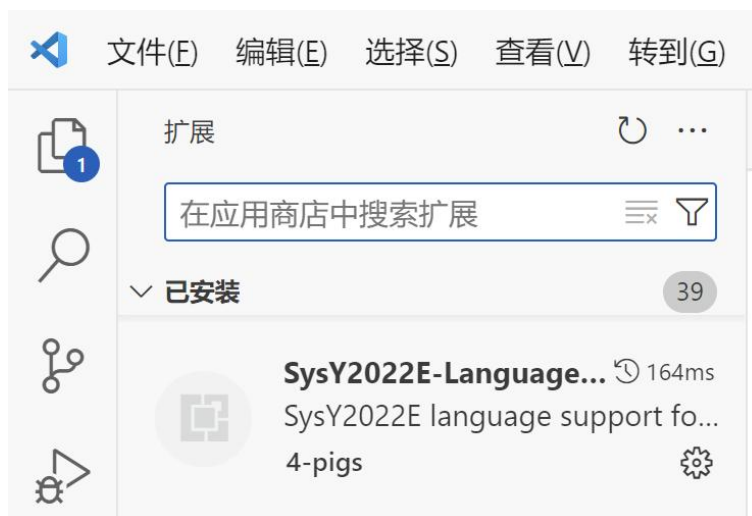 文件(F) 编辑(E) 选择(S) 查看(V) 转到(G)
扩展
1
在应用商店中搜索扩展
已安装 39
SysY2022E-Language... 164ms
SysY2022E language support fo...
4-pigs